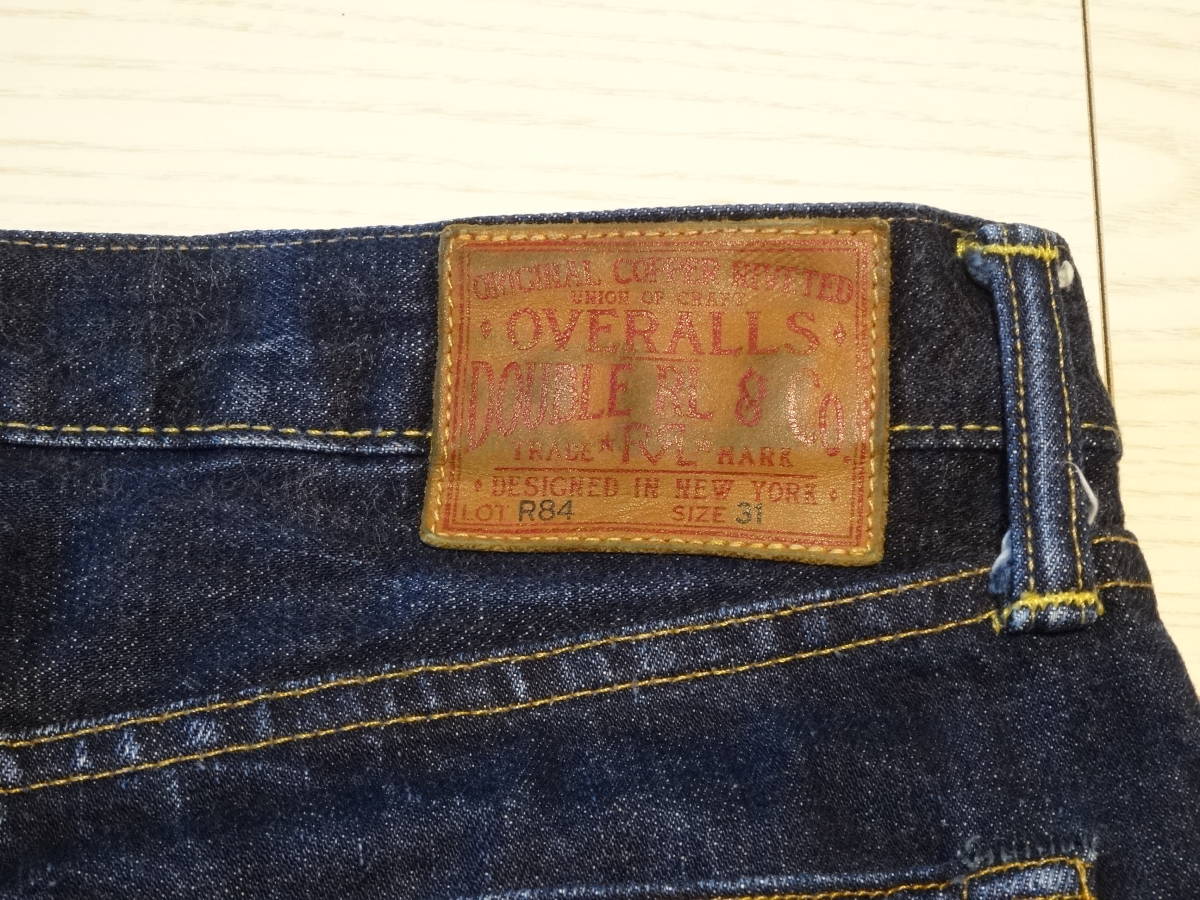 ORIGINAL COPPER RIVETTED
UNION OF CRAFT
OVERALLS
DOUBLE RL & Co.
TRADE ★ RRL ★ MARK
DESIGNED IN NEW YORK
LOT R84 SIZE 31